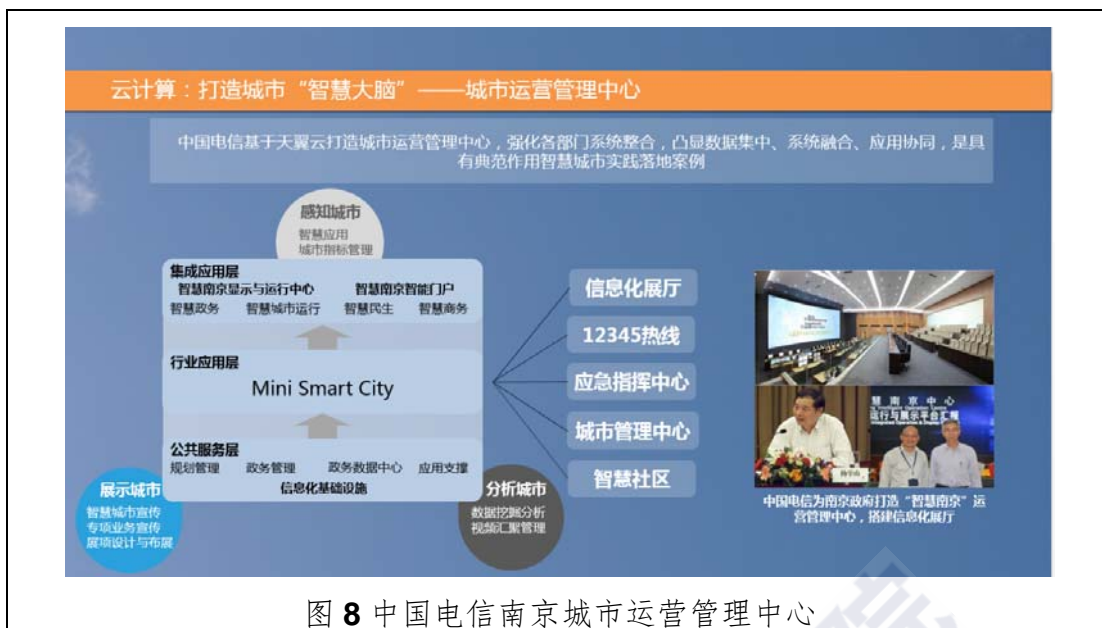 云计算：打造城市“智慧大脑”——城市运营管理中心
中国电信基于天翼云打造城市运营管理中心，强化各部门系统整合，凸显数据集中、系统融合、应用协同，是具
有典范作用智慧城市实践落地案例
感知城市
智慧应用
城市指标管理
集成应用层
智慧南京显示与运行中心 智慧南京智能门户
智慧政务 智慧城市运行 智慧民生 智慧商务
行业应用层
Mini Smart City
公共服务层
规划管理 政务管理 政务数据中心 应用支撑
信息化基础设施
展示城市
智慧城市宣传
专项业务宣传
展项设计与布展
分析城市
数据挖掘分析
视频汇聚管理
信息化展厅
12345热线
应急指挥中心
城市管理中心
智慧社区
慧南京中心
运行与展示平台汇报
中国电信为南京政府打造“智慧南京”运
营管理中心，搭建信息化展厅
图 8 中国电信南京城市运营管理中心